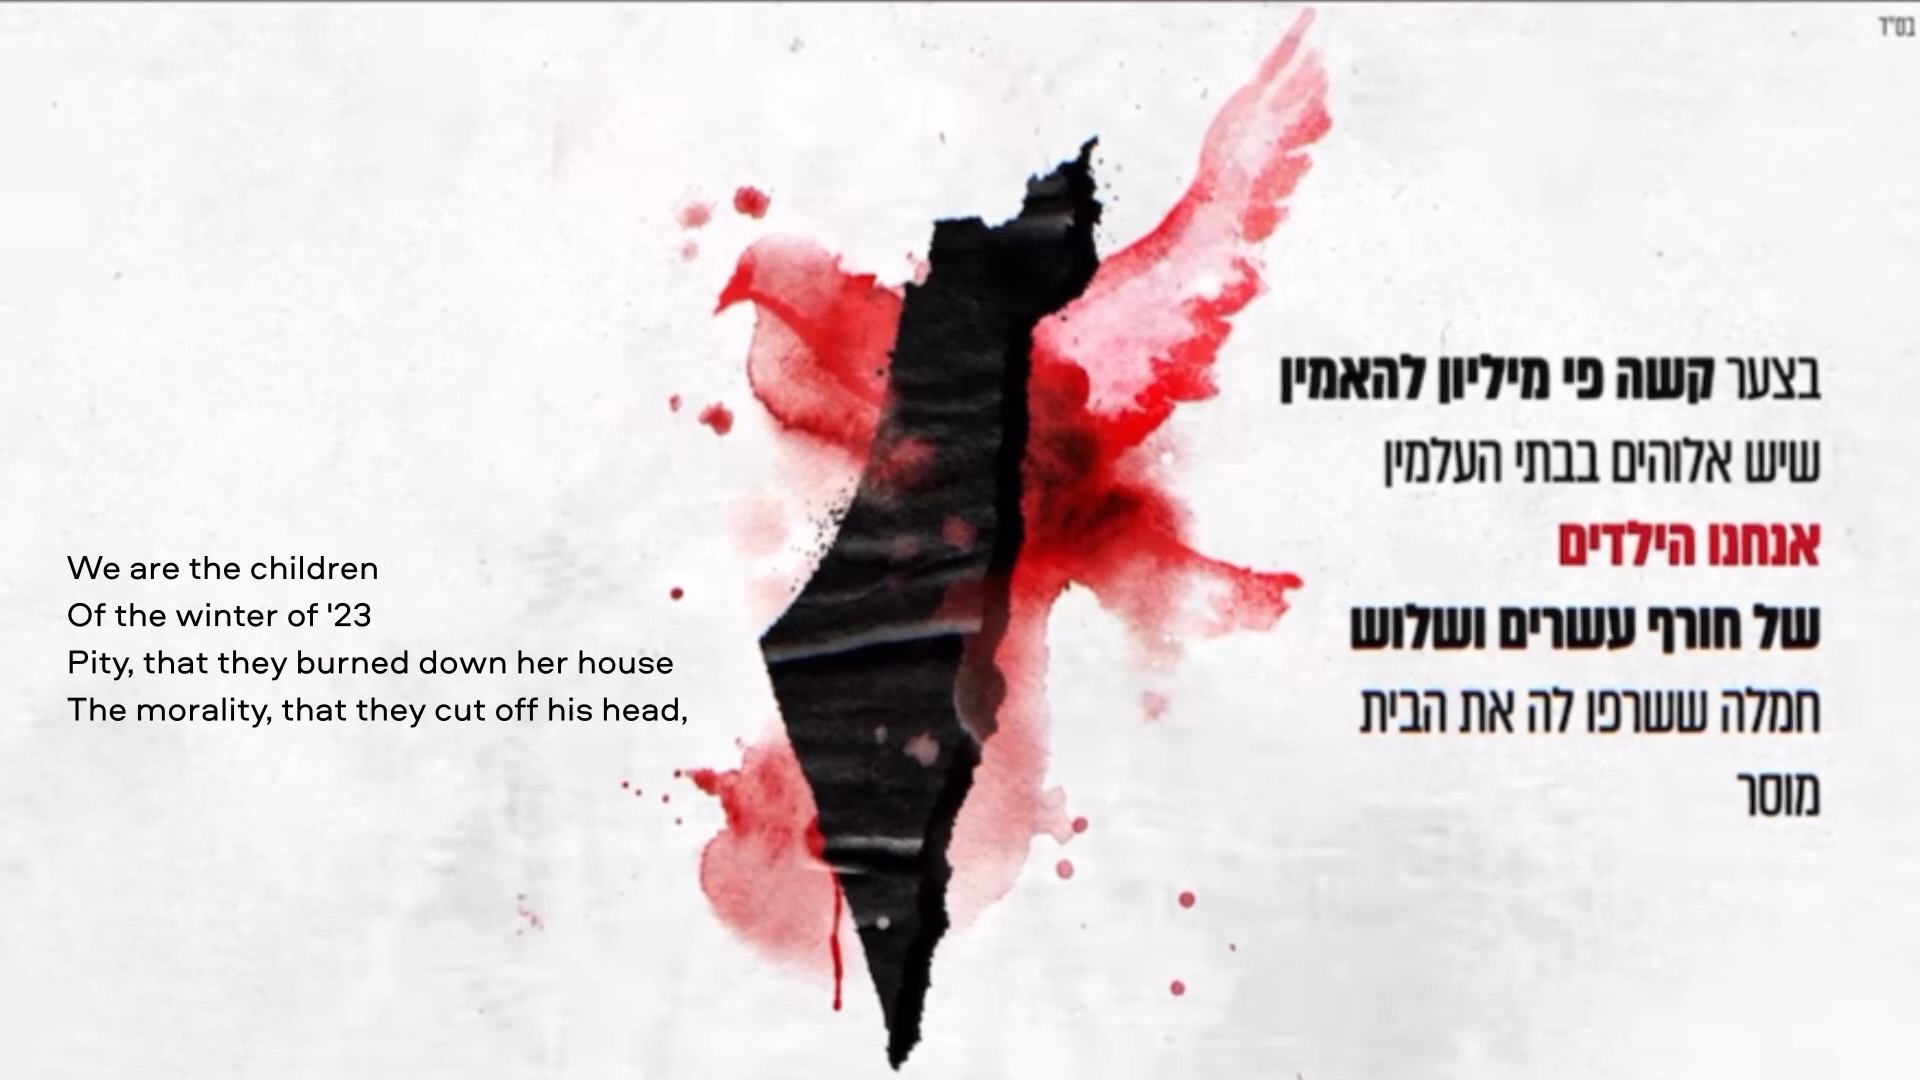 בס"ד
בצער קשה פי מיליון להאמין
שיש אלוהים בבתי העלמין
אנחנו הילדים
של חורף עשרים ושלוש
חמלה ששרפו לה את הבית
מוסר
We are the children
Of the winter of '23
Pity, that they burned down her house
The morality, that they cut off his head,